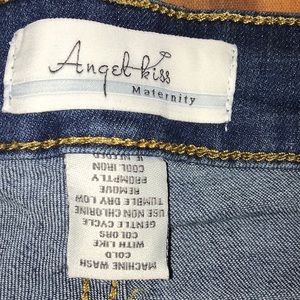 Angel kiss
Maternity
MACHINE WASH
COLD
WITH LIKE
COLORS
GENTLE CYCLE
USE NON CHLORINE
TUMBLE DRY LOW
REMOVE
PROMPTLY
COOL IRON
IF NEEDED